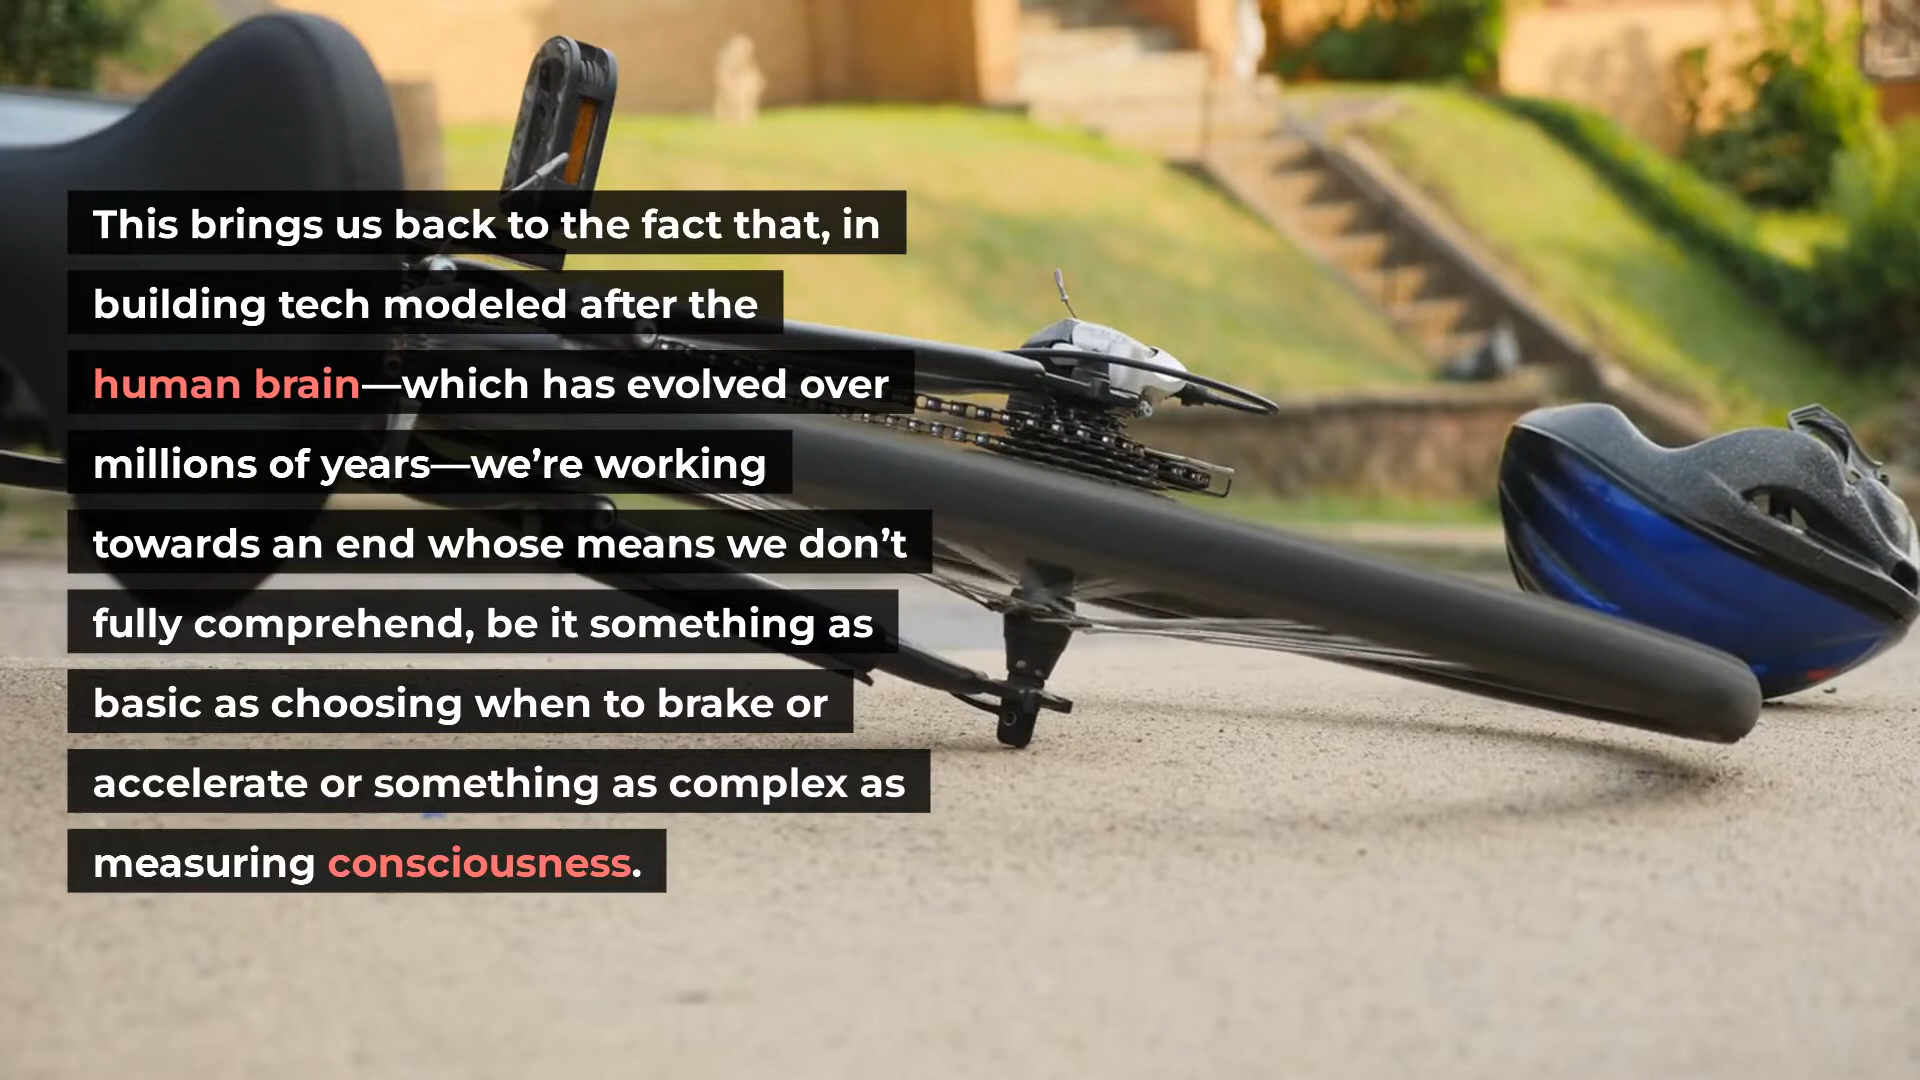 This brings us back to the fact that, in
building tech modeled after the
human brain—which has evolved over
millions of years—we’re working
towards an end whose means we don’t
fully comprehend, be it something as
basic as choosing when to brake or
accelerate or something as complex as
measuring consciousness.